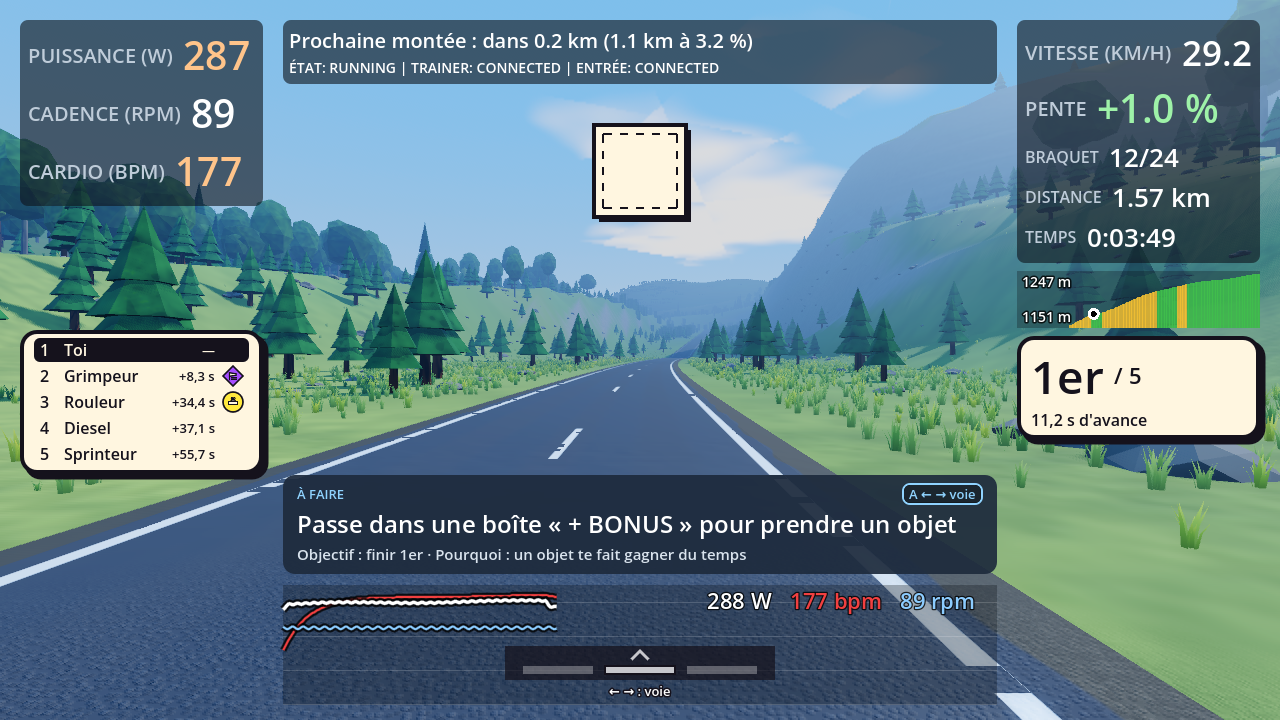 PUISSANCE (W) 287
CADENCE (RPM) 89
CARDIO (BPM) 177
Prochaine montée : dans 0.2 km (1.1 km à 3.2 %)
ÉTAT: RUNNING | TRAINER: CONNECTED | ENTRÉE: CONNECTED
VITESSE (KM/H) 29.2
PENTE +1.0 %
BRAQUET 12/24
DISTANCE 1.57 km
TEMPS 0:03:49
1247 m
1151 m
1 Toi —
2 Grimpeur +8,3 s
3 Rouleur +34,4 s
4 Diesel +37,1 s
5 Sprinteur +55,7 s
1er / 5
11,2 s d'avance
À FAIRE
A ← → voie
Passe dans une boîte « + BONUS » pour prendre un objet
Objectif : finir 1er · Pourquoi : un objet te fait gagner du temps
288 W 177 bpm 89 rpm
← → : voie